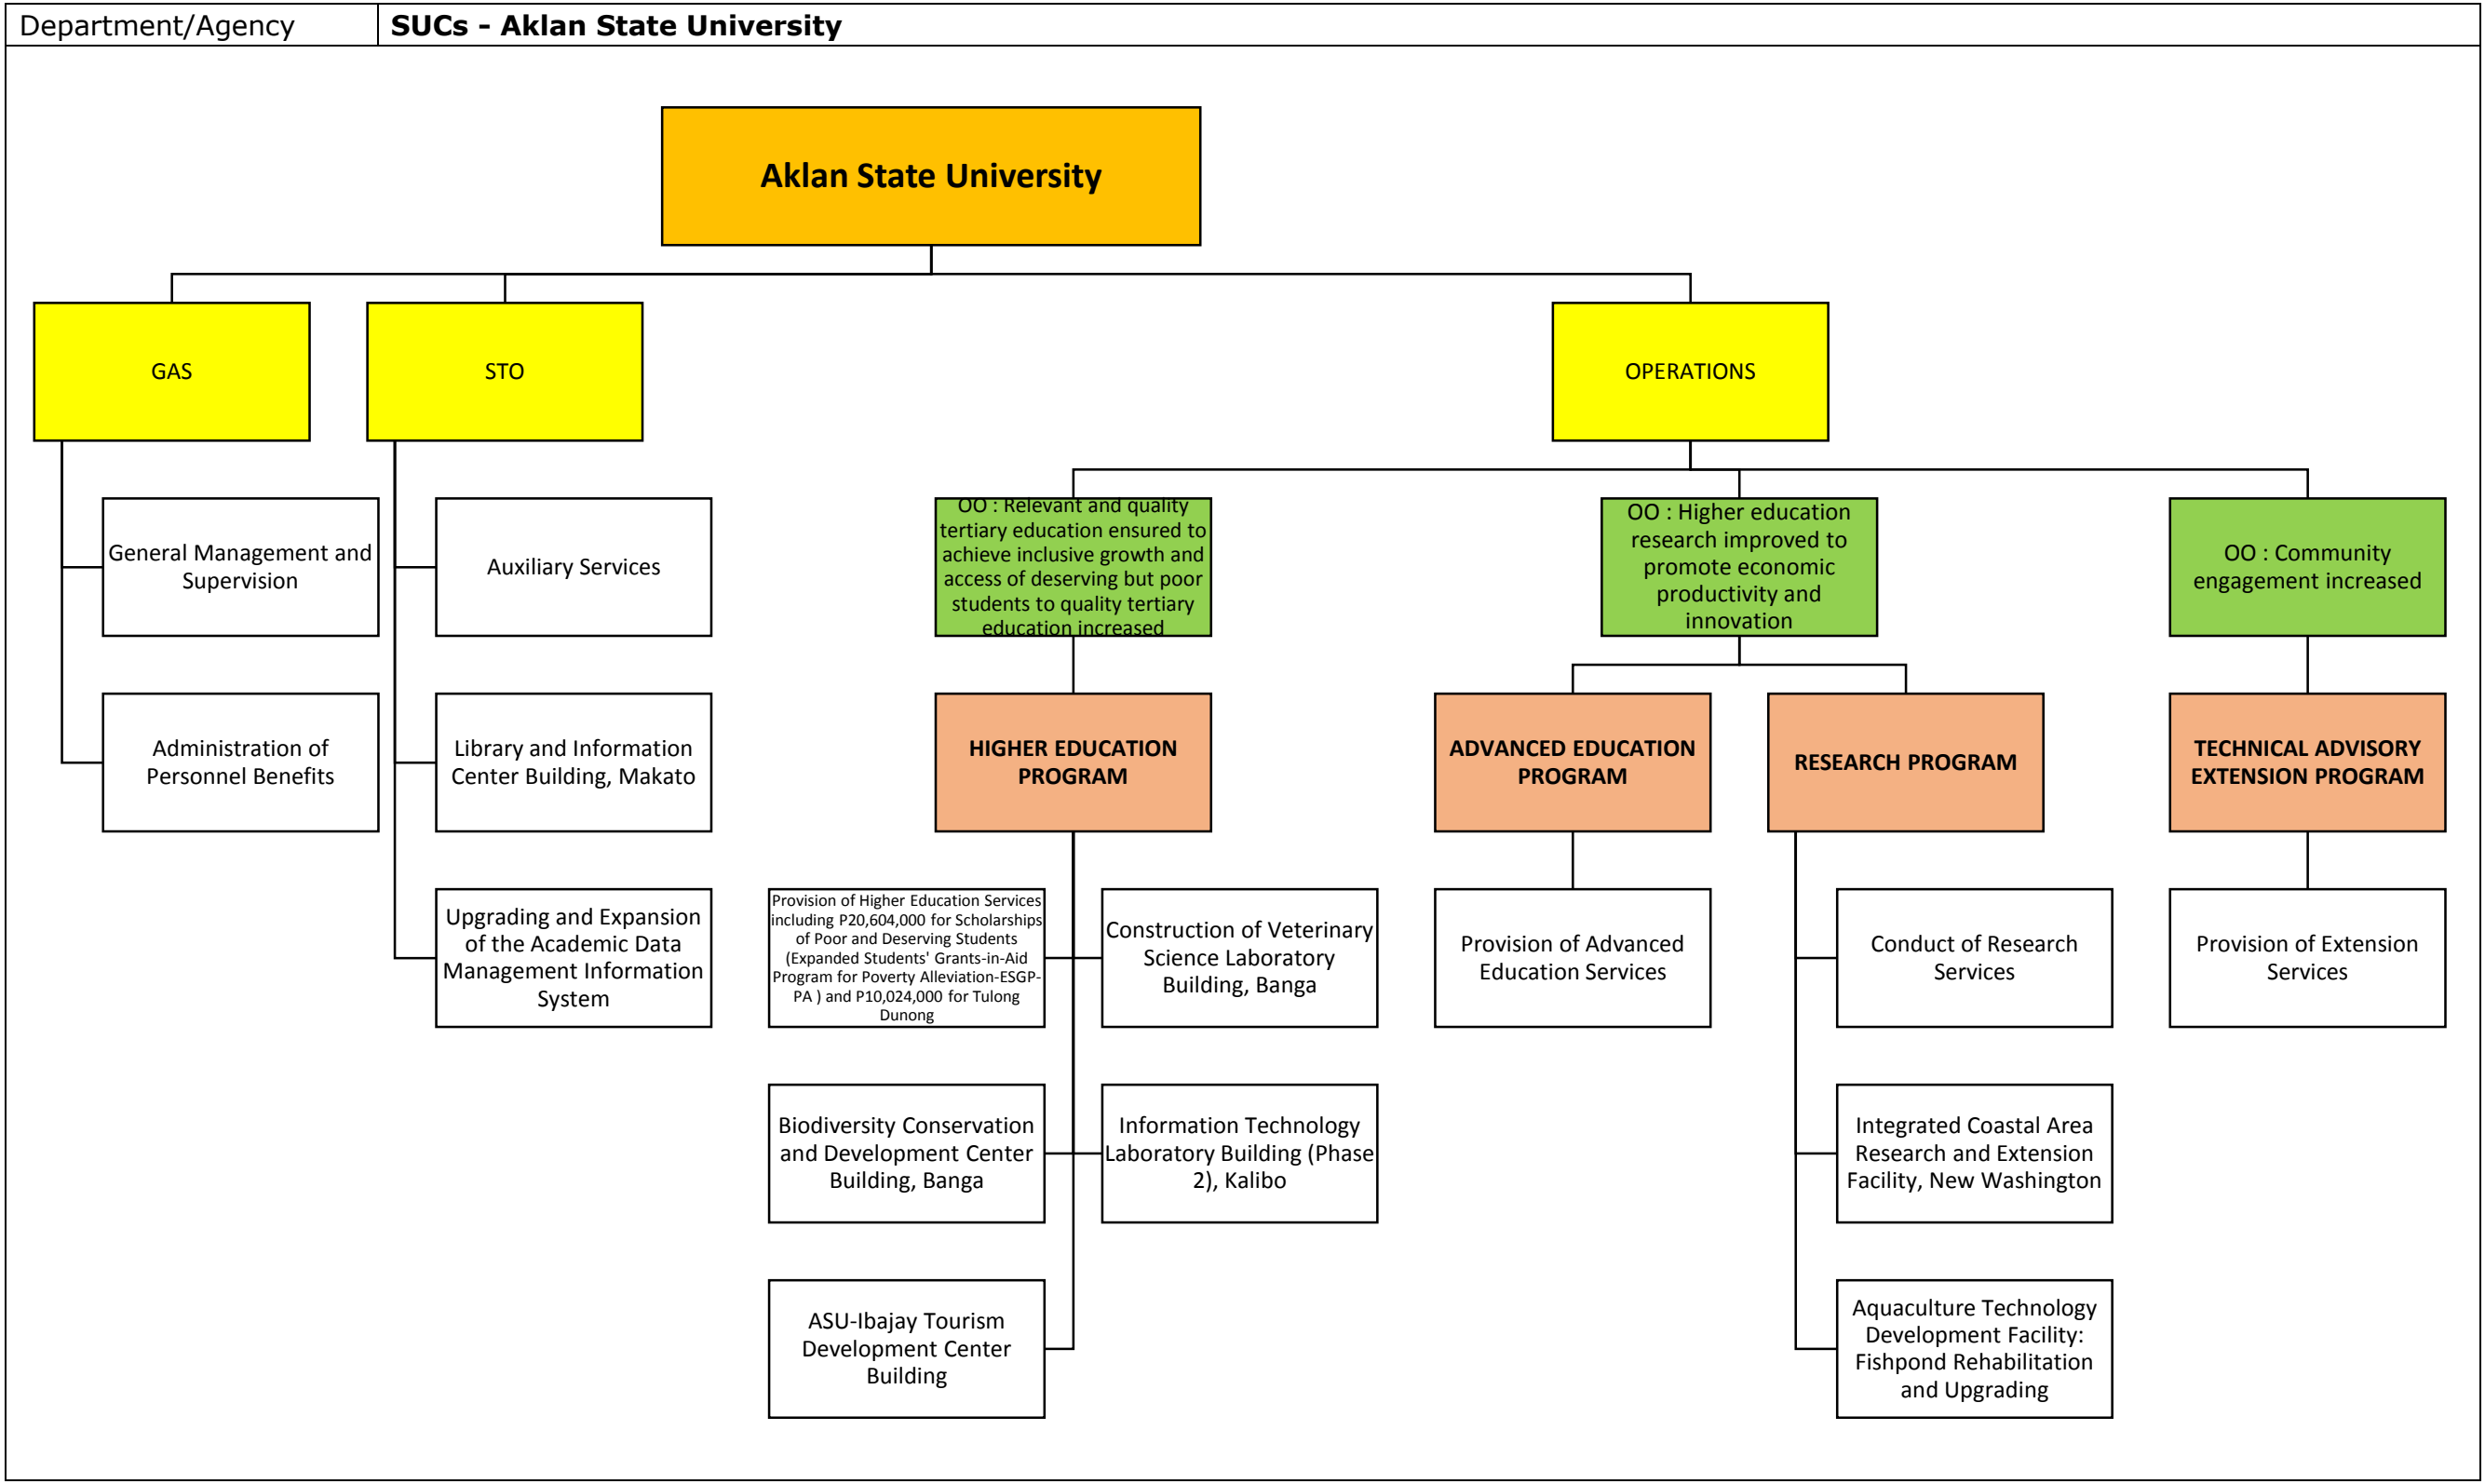 Department/Agency
SUCs - Aklan State University
Aklan State University
GAS
STO
OPERATIONS
General Management and
Supervision
Auxiliary Services
OO : Relevant and quality
tertiary education ensured to
achieve inclusive growth and
access of deserving but poor
students to quality tertiary
education increased
OO : Higher education
research improved to
promote economic
productivity and
innovation
OO : Community
engagement increased
Administration of
Personnel Benefits
Library and Information
Center Building, Makato
HIGHER EDUCATION
PROGRAM
ADVANCED EDUCATION
PROGRAM
RESEARCH PROGRAM
TECHNICAL ADVISORY
EXTENSION PROGRAM
Upgrading and Expansion
of the Academic Data
Management Information
System
Provision of Higher Education Services
including P20,604,000 for Scholarships
of Poor and Deserving Students
(Expanded Students' Grants-in-Aid
Program for Poverty Alleviation-ESGP-
PA ) and P10,024,000 for Tulong
Dunong
Construction of Veterinary
Science Laboratory
Building, Banga
Provision of Advanced
Education Services
Conduct of Research
Services
Provision of Extension
Services
Biodiversity Conservation
and Development Center
Building, Banga
Information Technology
Laboratory Building (Phase
2), Kalibo
Integrated Coastal Area
Research and Extension
Facility, New Washington
ASU-Ibajay Tourism
Development Center
Building
Aquaculture Technology
Development Facility:
Fishpond Rehabilitation
and Upgrading